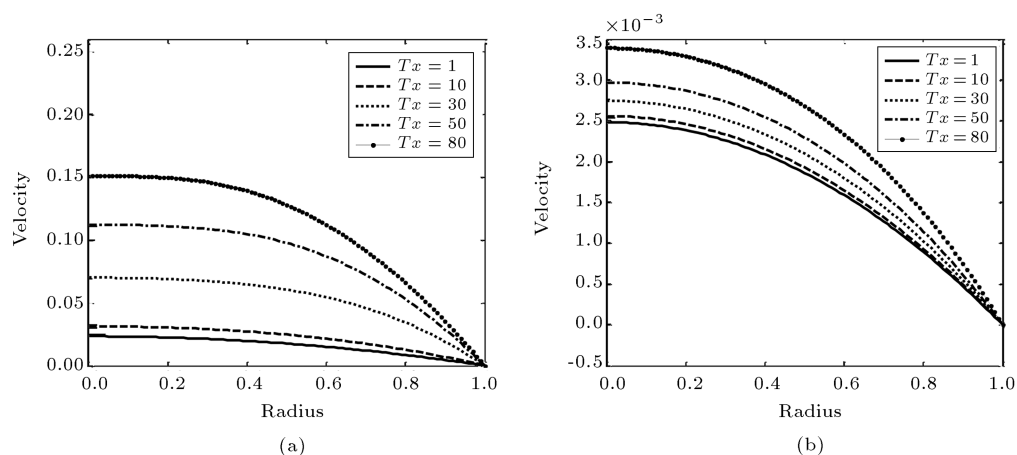 0.25
0.20
0.15
0.10
0.05
0.00
Velocity
Tx = 1
Tx = 10
Tx = 30
Tx = 50
Tx = 80
0.0 0.2 0.4 0.6 0.8 1.0
Radius
(a)
×10⁻³
3.5
3.0
2.5
2.0
1.5
1.0
0.5
0.0
-0.5
Velocity
Tx = 1
Tx = 10
Tx = 30
Tx = 50
Tx = 80
0.0 0.2 0.4 0.6 0.8 1.0
Radius
(b)